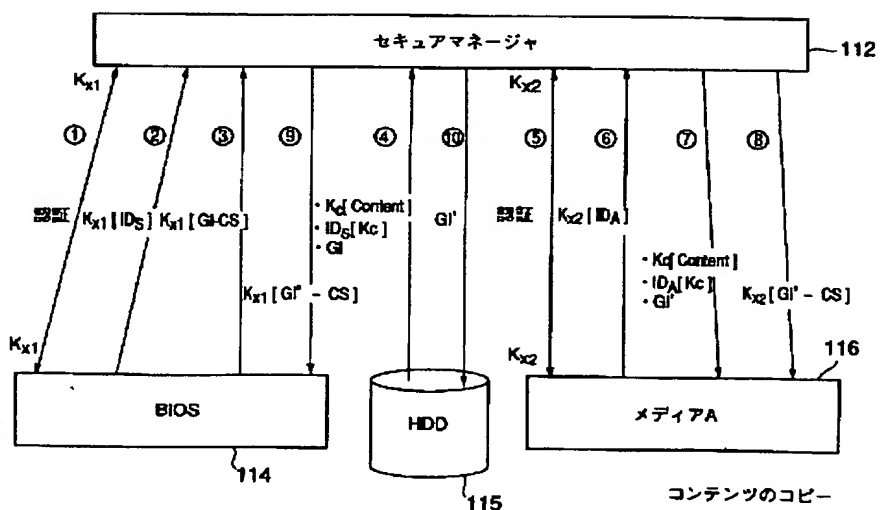 セキュアマネージャ
112
Kx1
Kx2
① ② ③ ⑨ ④ ⑩ ⑤ ⑥ ⑦ ⑧
認証
Kx1[IDS]
Kx1[GI-CS]
・Kc[Content]
・IDS[Kc]
・GI
GI'
認証
Kx2[IDA]
・Kc[Content]
・IDA[Kc]
・GI'
Kx1[GI' - CS]
Kx2[GI' - CS]
Kx1
Kx2
116
BIOS
HDD
メディアA
114
115
コンテンツのコピー